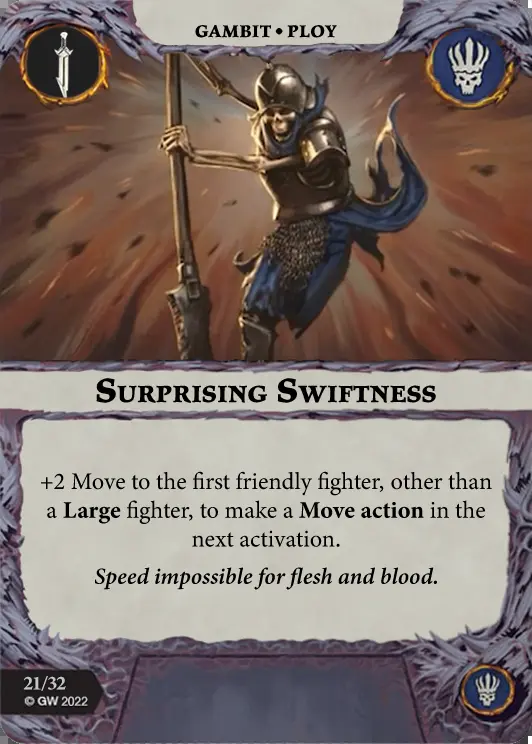 GAMBIT • PLOY
Surprising Swiftness
+2 Move to the first friendly fighter, other than
a Large fighter, to make a Move action in the
next activation.
Speed impossible for flesh and blood.
21/32
© GW 2022